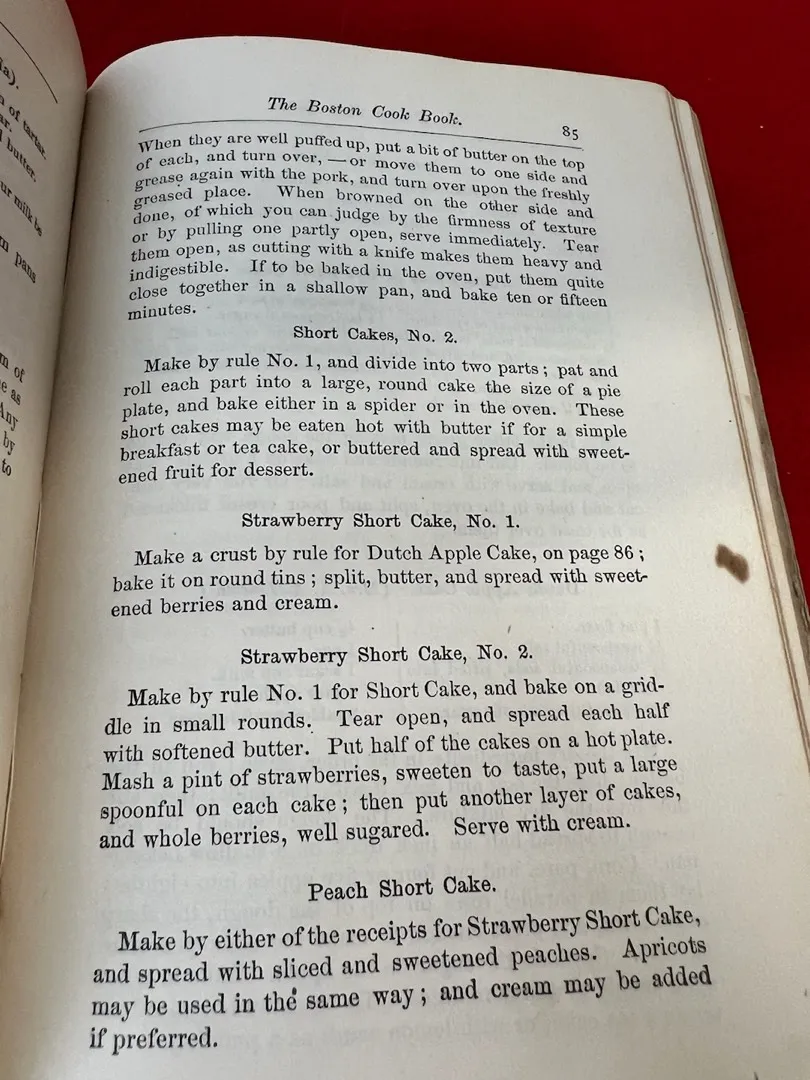 ia).
of tartar.
ar.
butter.
ur milk is
pans
m of
e as
Any
by
to
The Boston Cook Book.
85
When they are well puffed up, put a bit of butter on the top
of each, and turn over, — or move them to one side and
grease again with the pork, and turn over upon the freshly
greased place. When browned on the other side and
done, of which you can judge by the firmness of texture
or by pulling one partly open, serve immediately. Tear
them open, as cutting with a knife makes them heavy and
indigestible. If to be baked in the oven, put them quite
close together in a shallow pan, and bake ten or fifteen
minutes.
Short Cakes, No. 2.
Make by rule No. 1, and divide into two parts; pat and
roll each part into a large, round cake the size of a pie
plate, and bake either in a spider or in the oven. These
short cakes may be eaten hot with butter if for a simple
breakfast or tea cake, or buttered and spread with sweet-
ened fruit for dessert.
Strawberry Short Cake, No. 1.
Make a crust by rule for Dutch Apple Cake, on page 86;
bake it on round tins; split, butter, and spread with sweet-
ened berries and cream.
Strawberry Short Cake, No. 2.
Make by rule No. 1 for Short Cake, and bake on a grid-
dle in small rounds. Tear open, and spread each half
with softened butter. Put half of the cakes on a hot plate.
Mash a pint of strawberries, sweeten to taste, put a large
spoonful on each cake; then put another layer of cakes,
and whole berries, well sugared. Serve with cream.
Peach Short Cake.
Make by either of the receipts for Strawberry Short Cake,
and spread with sliced and sweetened peaches. Apricots
may be used in the same way; and cream may be added
if preferred.